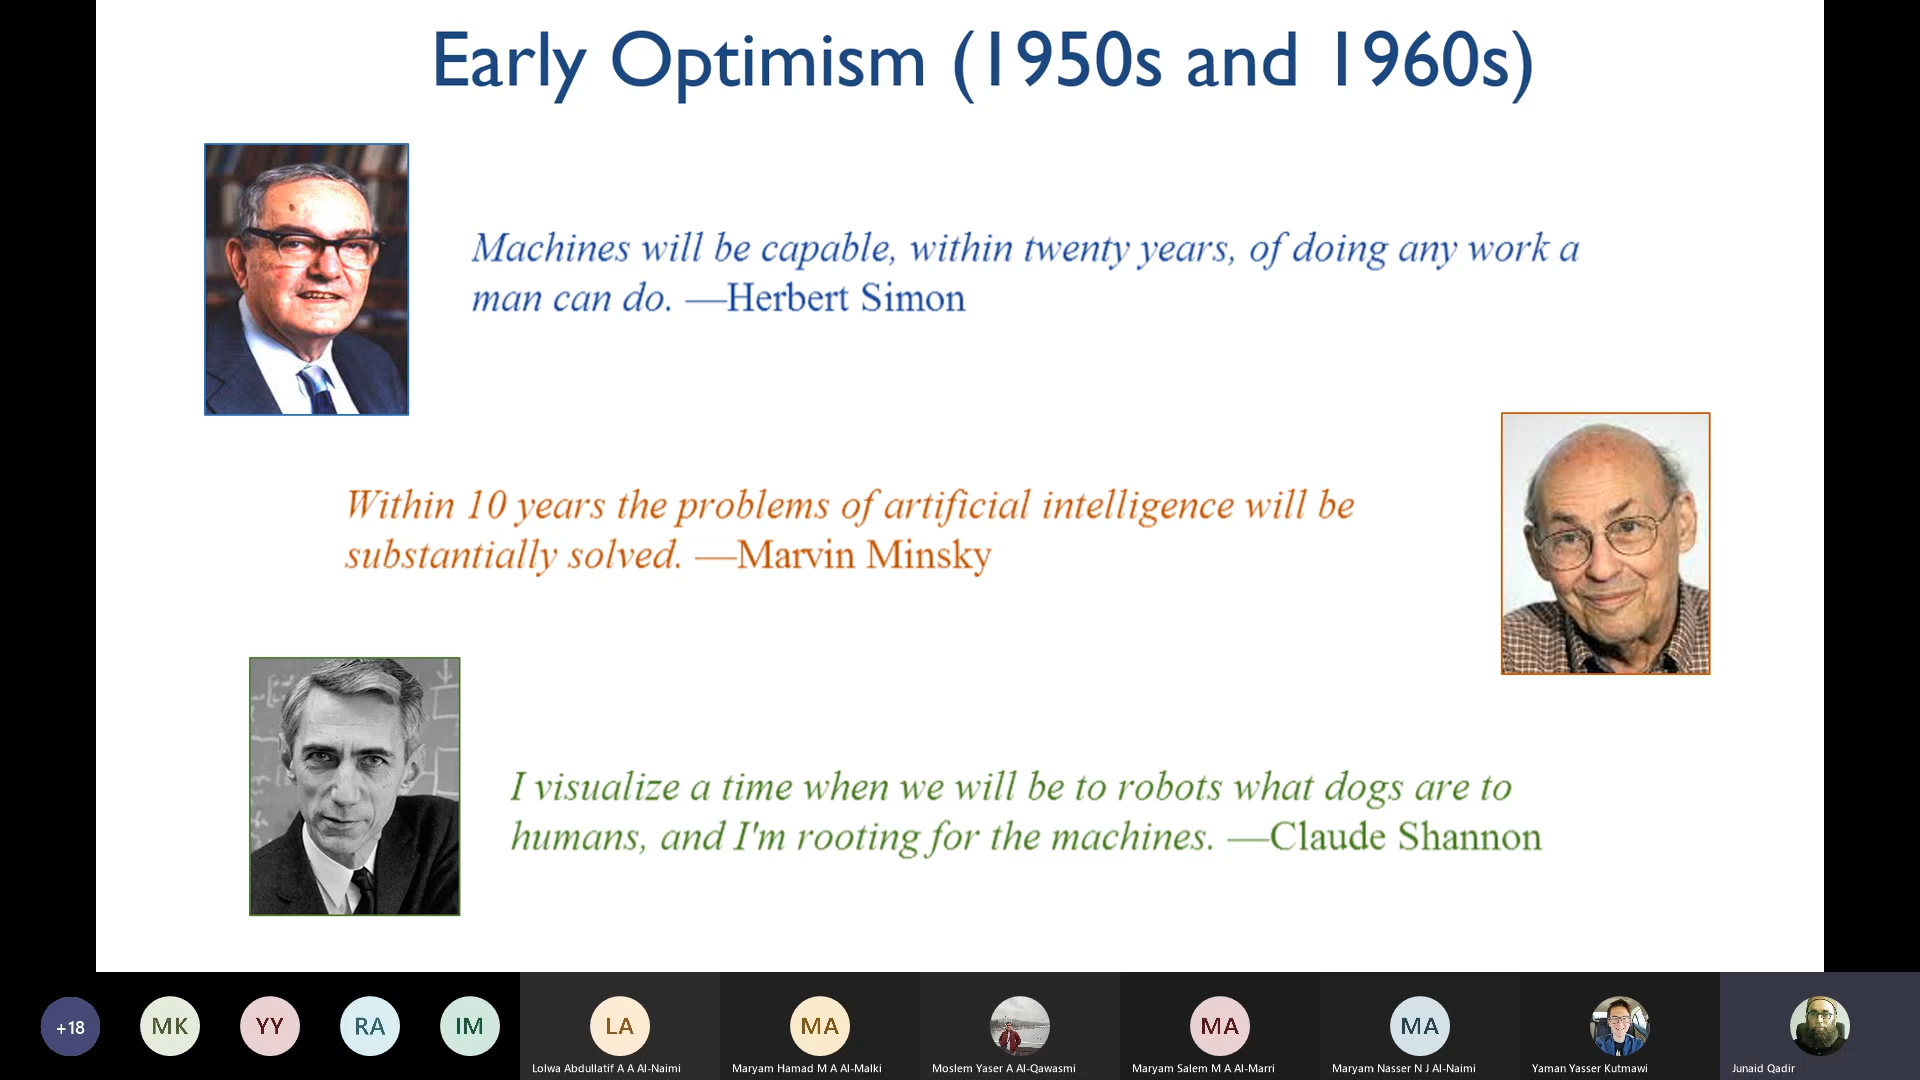 Early Optimism (1950s and 1960s)
Machines will be capable, within twenty years, of doing any work a
man can do. —Herbert Simon
Within 10 years the problems of artificial intelligence will be
substantially solved. —Marvin Minsky
I visualize a time when we will be to robots what dogs are to
humans, and I'm rooting for the machines. —Claude Shannon
+18
MK
YY
RA
IM
LA
MA
MA
MA
Lolwa Abdullatif A A Al-Naimi
Maryam Hamad M A Al-Malki
Moslem Yaser A Al-Qawasmi
Maryam Salem M A Al-Marri
Maryam Nasser N J Al-Naimi
Yaman Yasser Kutmawi
Junaid Qadir